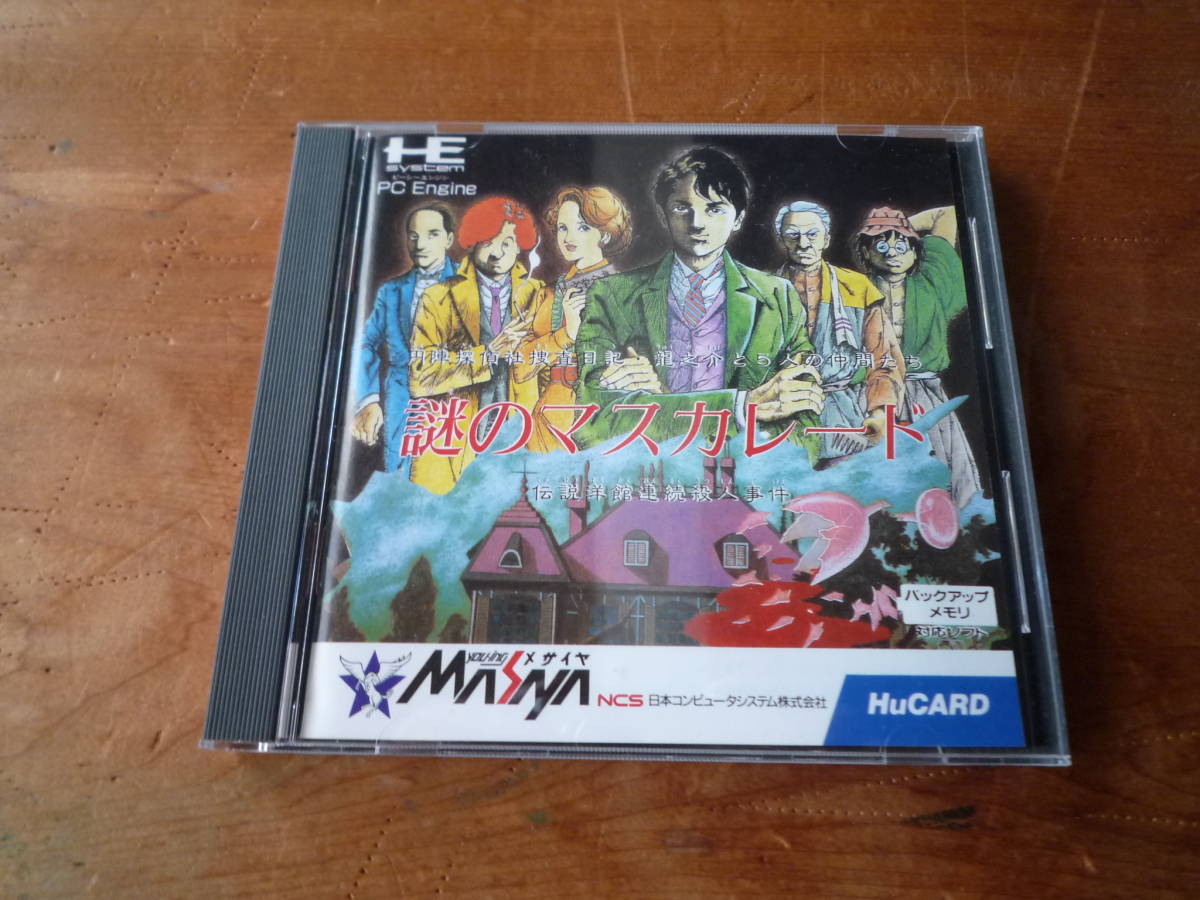 HE
system
ピーシーエンジン
PC Engine
円陣探偵社捜査日記 龍之介と5人の仲間たち
謎のマスカレード
伝説洋館連続殺人事件
バックアップ
メモリ
対応ソフト
メサイヤ
MASAYA
NCS 日本コンピュータシステム株式会社
HuCARD